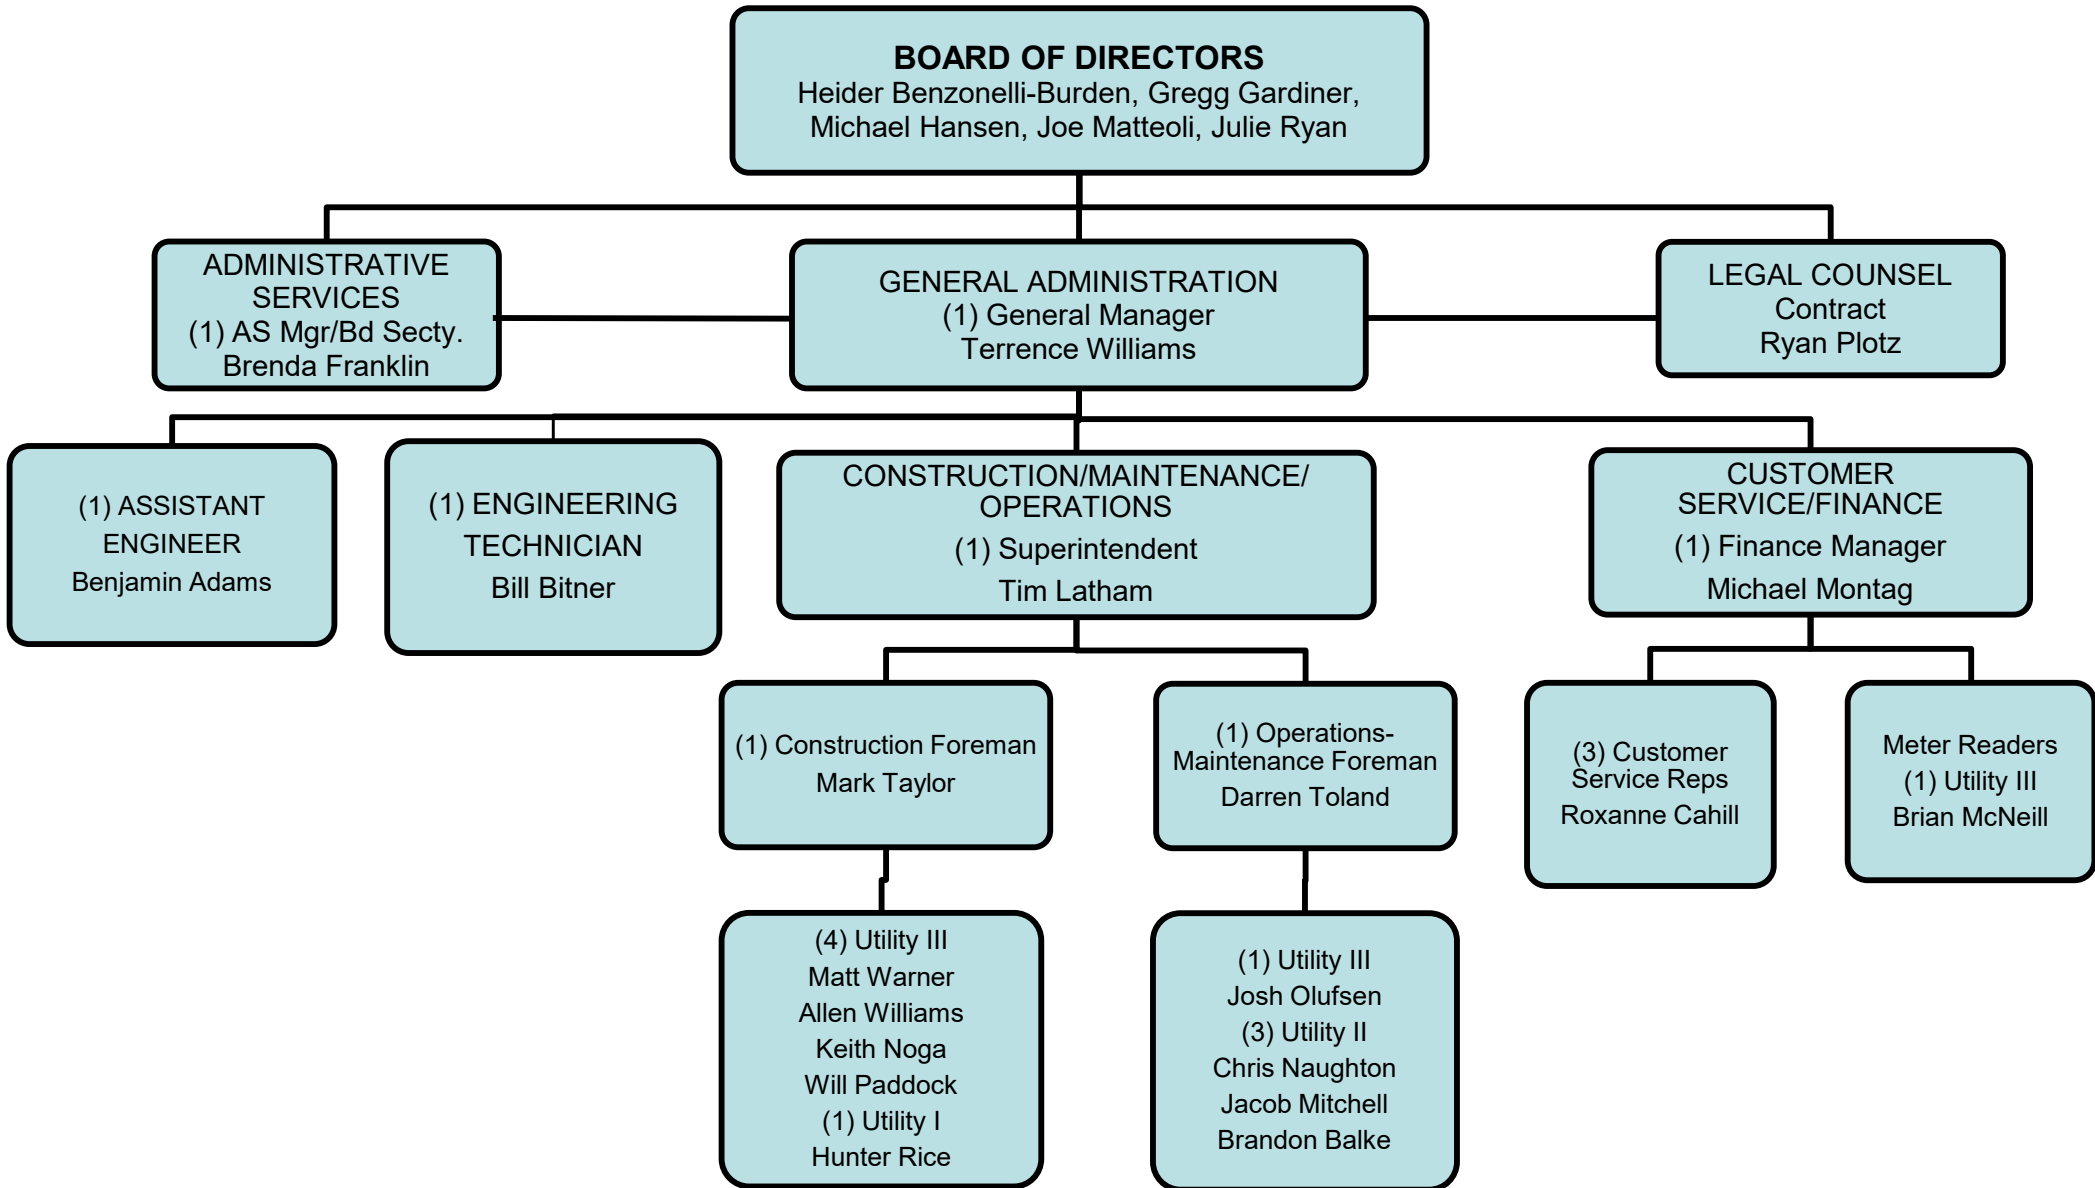 BOARD OF DIRECTORS
Heider Benzonelli-Burden, Gregg Gardiner,
Michael Hansen, Joe Matteoli, Julie Ryan
ADMINISTRATIVE
SERVICES
(1) AS Mgr/Bd Secty.
Brenda Franklin
GENERAL ADMINISTRATION
(1) General Manager
Terrence Williams
LEGAL COUNSEL
Contract
Ryan Plotz
(1) ASSISTANT
ENGINEER
Benjamin Adams
(1) ENGINEERING
TECHNICIAN
Bill Bitner
CONSTRUCTION/MAINTENANCE/
OPERATIONS
(1) Superintendent
Tim Latham
CUSTOMER
SERVICE/FINANCE
(1) Finance Manager
Michael Montag
(1) Construction Foreman
Mark Taylor
(1) Operations-
Maintenance Foreman
Darren Toland
(3) Customer
Service Reps
Roxanne Cahill
Meter Readers
(1) Utility III
Brian McNeill
(4) Utility III
Matt Warner
Allen Williams
Keith Noga
Will Paddock
(1) Utility I
Hunter Rice
(1) Utility III
Josh Olufsen
(3) Utility II
Chris Naughton
Jacob Mitchell
Brandon Balke